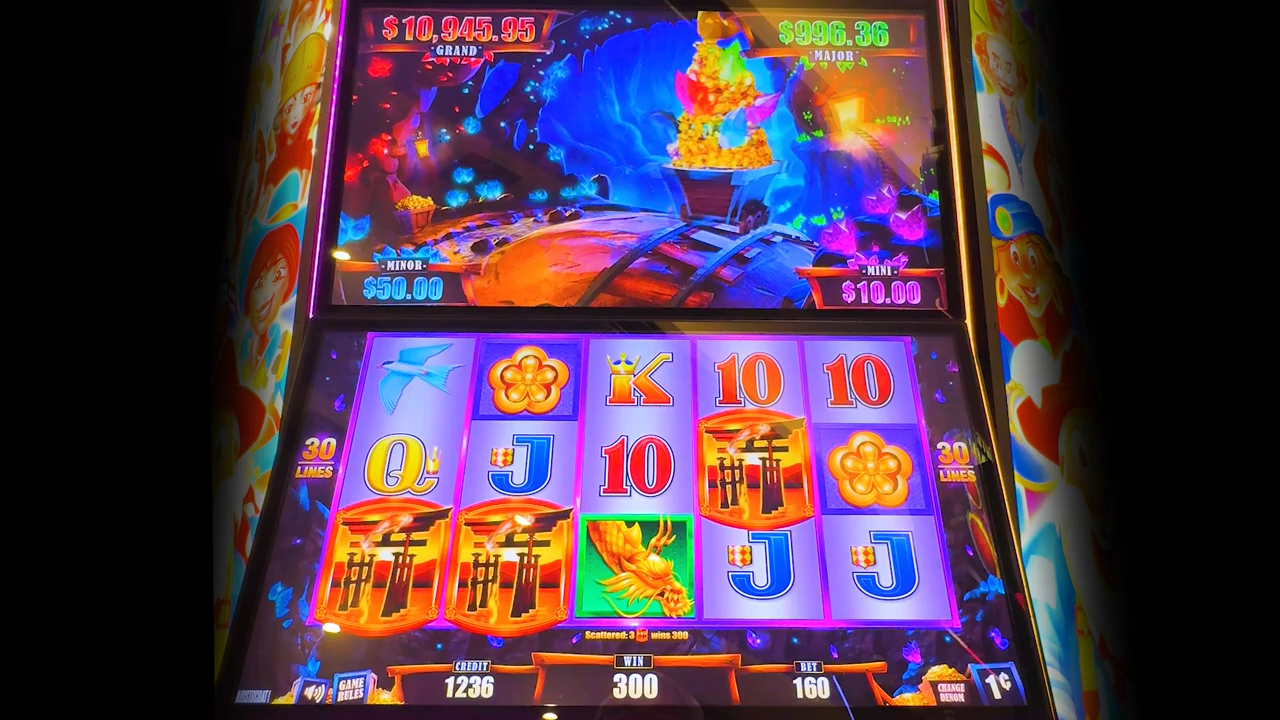 $10,945.95
GRAND
$996.36
MAJOR
MINOR
$50.00
MINI
$10.00
K
10
10
30
LINES
Q
J
10
30
LINES
J
J
Scattered: 3 wins 300
CREDIT
1236
WIN
300
BET
160
GAME
RULES
CHANGE
DENOM
1¢
ARISTOCRAT